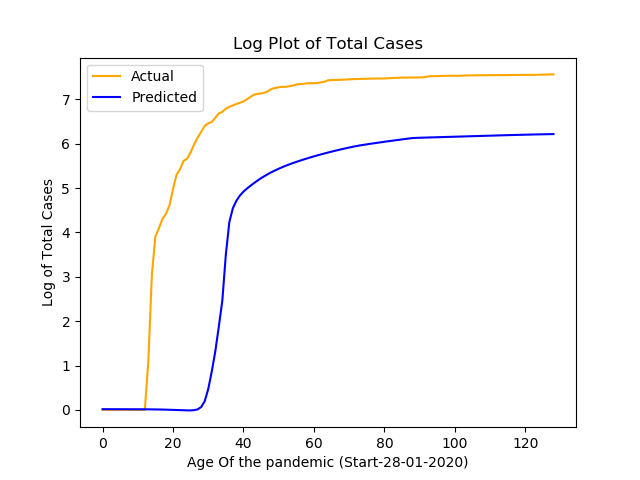 Log Plot of Total Cases
Actual
Predicted
Log of Total Cases
7
6
5
4
3
2
1
0
0 20 40 60 80 100 120
Age Of the pandemic (Start-28-01-2020)